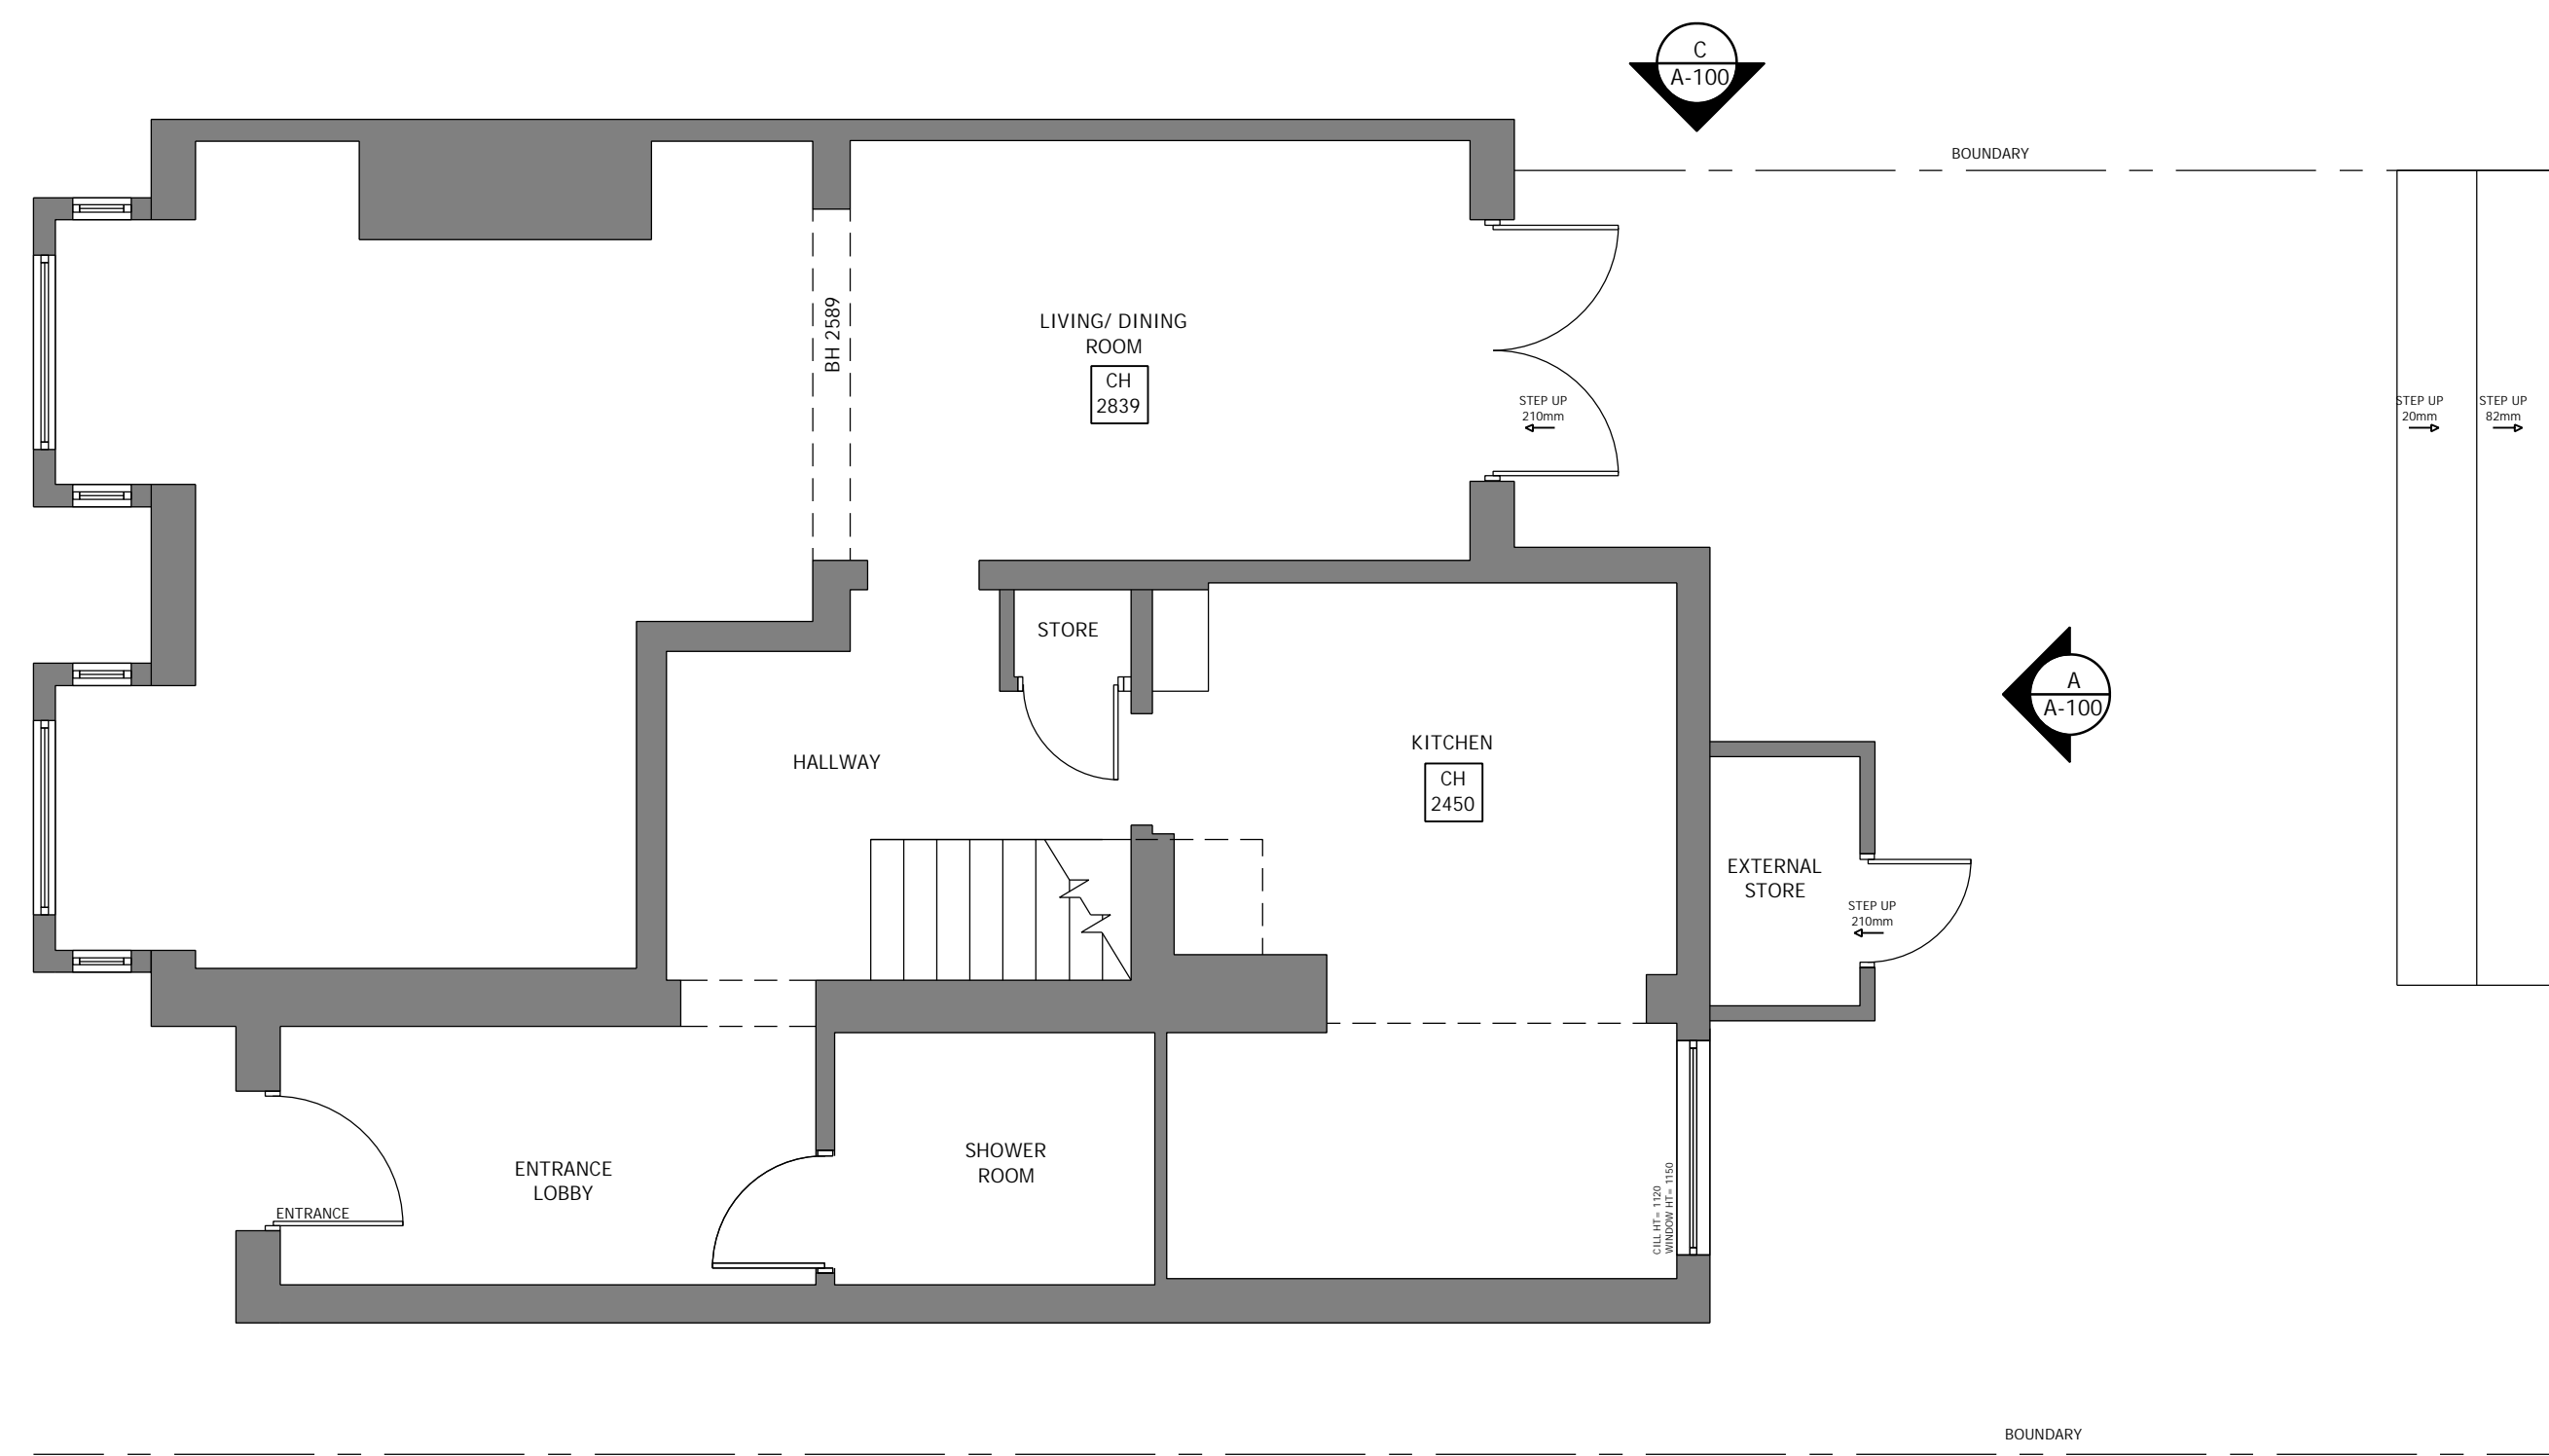 C
A-100
BOUNDARY
BH 2589
LIVING/ DINING
ROOM
CH
2839
STEP UP
210mm
STEP UP
20mm
STEP UP
82mm
STORE
HALLWAY
KITCHEN
CH
2450
A
A-100
EXTERNAL
STORE
STEP UP
210mm
ENTRANCE
LOBBY
ENTRANCE
SHOWER
ROOM
CILL HT= 1120
WINDOW HT= 1150
BOUNDARY